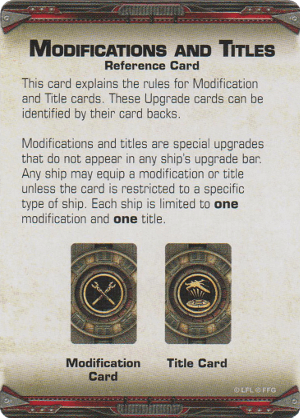 MODIFICATIONS AND TITLES
Reference Card
This card explains the rules for Modification
and Title cards. These Upgrade cards can be
identified by their card backs.
Modifications and titles are special upgrades
that do not appear in any ship's upgrade bar.
Any ship may equip a modification or title
unless the card is restricted to a specific
type of ship. Each ship is limited to one
modification and one title.
Modification
Card
Title Card
© LFL © FFG